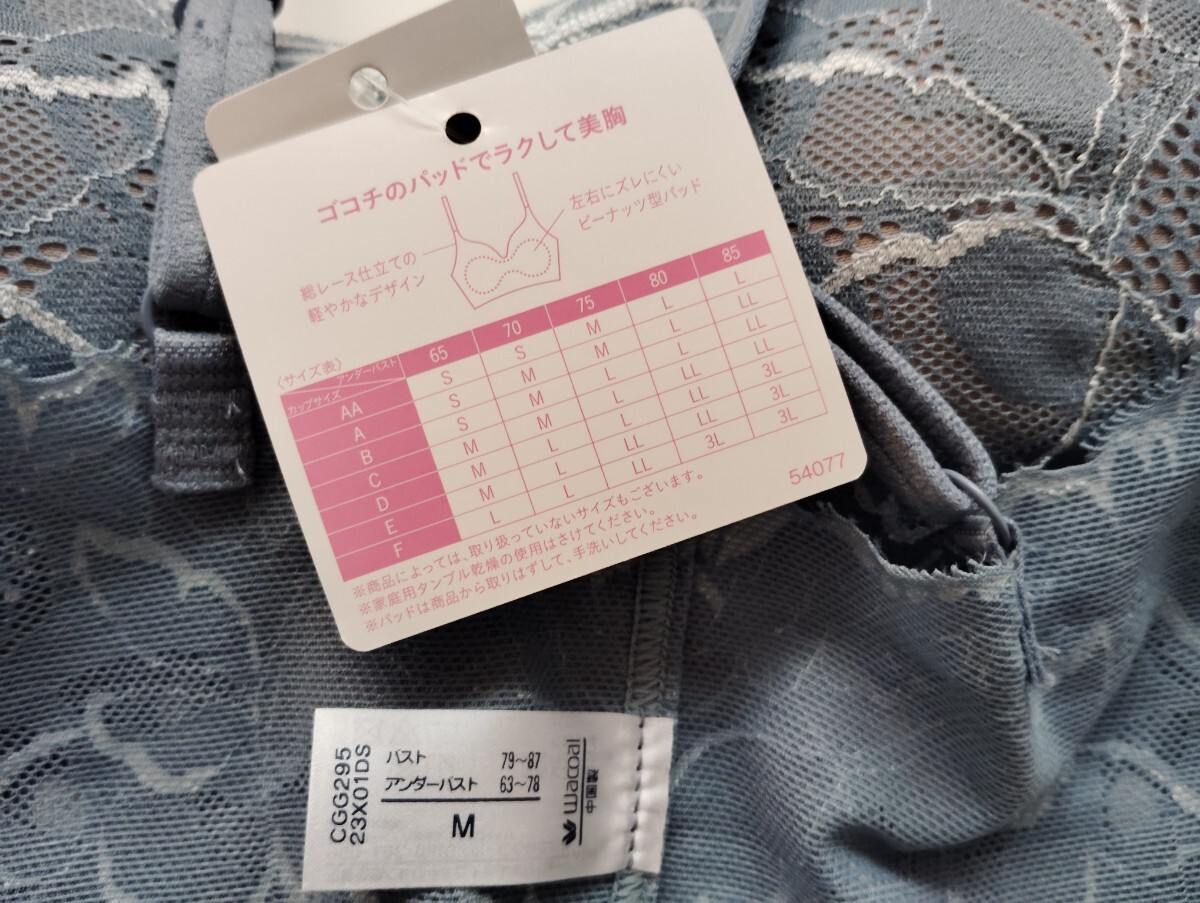 ゴコチのパッドでラクして美胸
左右にズレにくい
ピーナッツ型パッド
総レース仕立ての
軽やかなデザイン
〈サイズ表〉
アンダーバスト 65 70 75 80 85
カップサイズ
AA S S M L L
A S M M L LL
B S M L L LL
C M M L LL LL
D M L L LL 3L
E M L LL LL 3L
F L L LL 3L 3L
※商品によっては、取り扱っていないサイズもございます。
※家庭用タンブル乾燥の使用はさけてください。
※パッドは商品から取りはずして、手洗いしてください。
54077
CGG295
23X01DS
バスト 79〜87
アンダーバスト 63〜78
M
wacoal
中国製